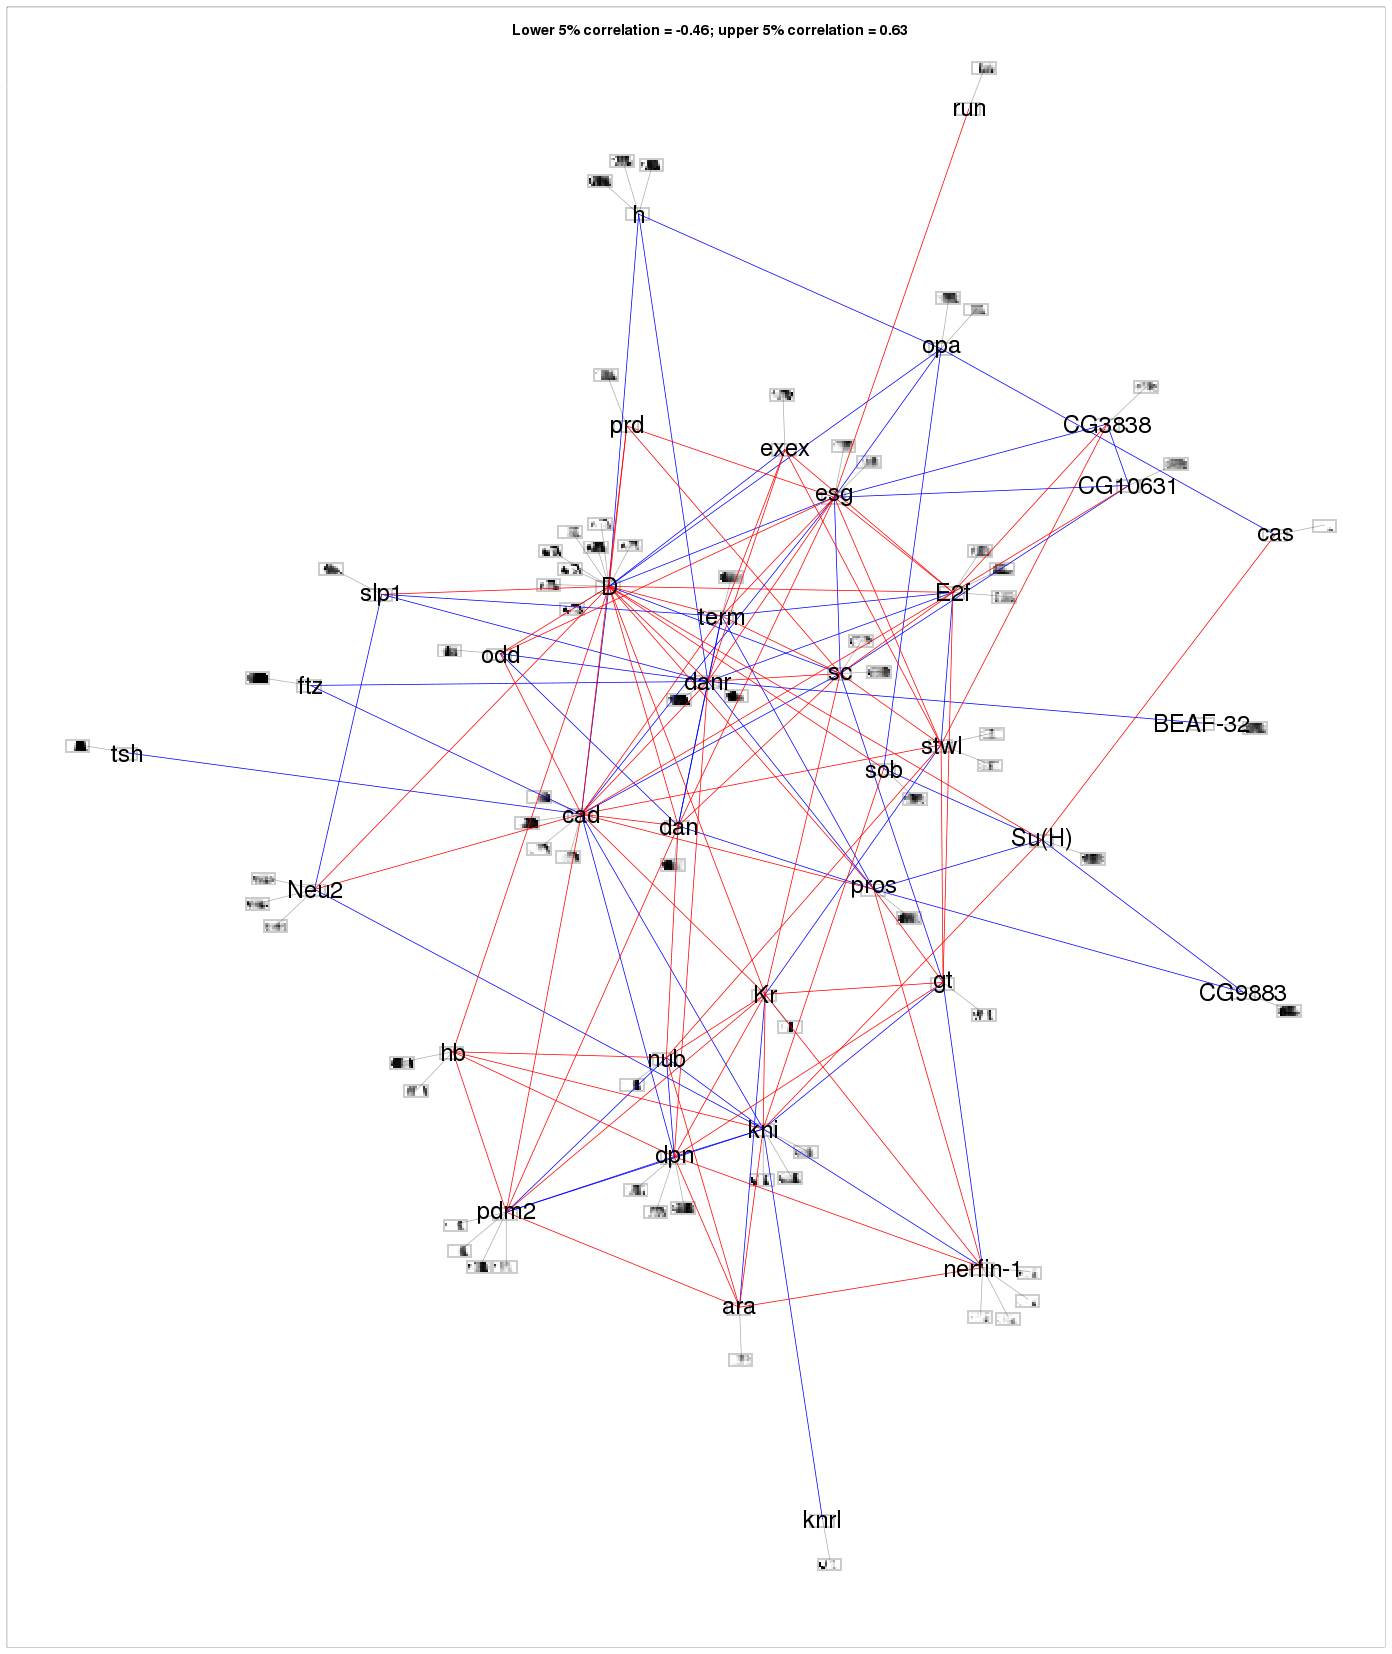 Lower 5% correlation = -0.46; upper 5% correlation = 0.63
run
h
opa
prd
CG3838
exex
CG10631
esg
cas
D
slp1
E2f
term
odd
sc
danr
ftz
BEAF-32
stwl
tsh
sob
cad
dan
Su(H)
pros
Neu2
gt
Kr
CG9883
hb
nub
kni
dpn
pdm2
nerfin-1
ara
knrl